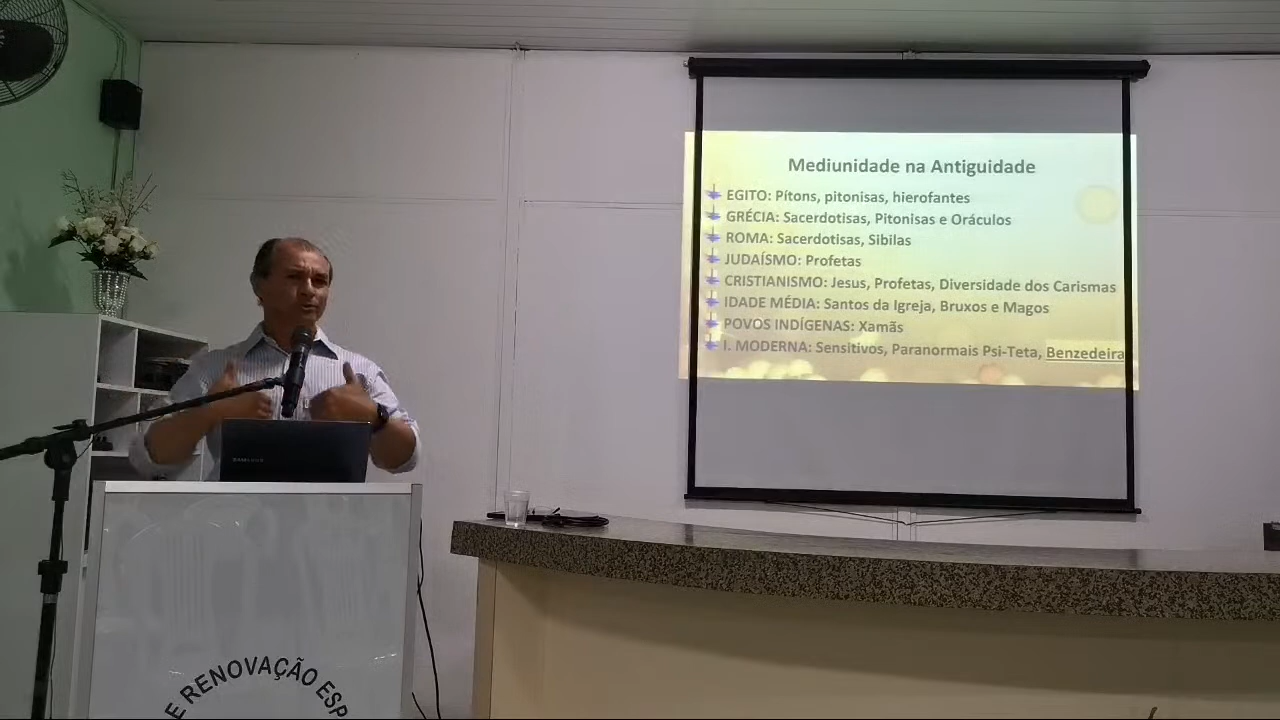 Mediunidade na Antiguidade
EGITO: Pítons, pitonisas, hierofantes
GRÉCIA: Sacerdotisas, Pitonisas e Oráculos
ROMA: Sacerdotisas, Sibilas
JUDAÍSMO: Profetas
CRISTIANISMO: Jesus, Profetas, Diversidade dos Carismas
IDADE MÉDIA: Santos da Igreja, Bruxos e Magos
POVOS INDÍGENAS: Xamãs
I. MODERNA: Sensitivos, Paranormais Psi-Teta, Benzedeira
SAMSUNG
E RENOVAÇÃO ESP